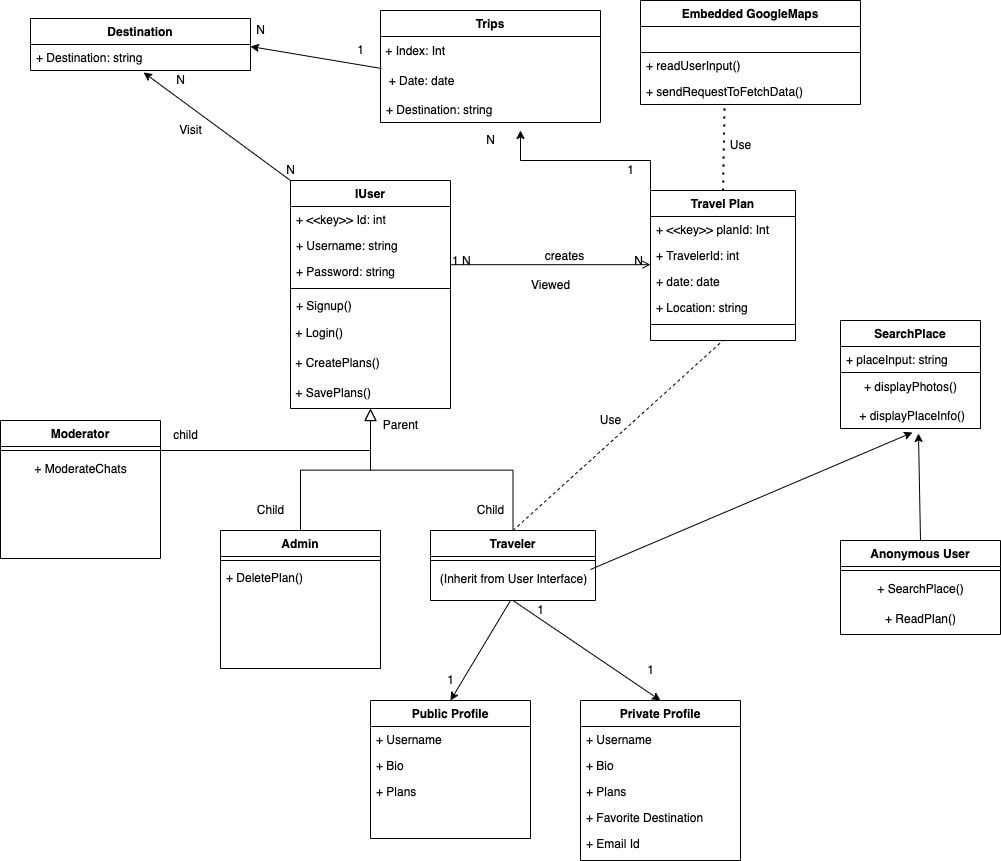 Destination
+ Destination: string
N
1
Trips
+ Index: Int
+ Date: date
+ Destination: string
Embedded GoogleMaps
+ readUserInput()
+ sendRequestToFetchData()
N
Visit
N
N
1
Use
IUser
+ <<key>> Id: int
+ Username: string
+ Password: string
+ Signup()
+ Login()
+ CreatePlans()
+ SavePlans()
1 N
creates
N
Viewed
Travel Plan
+ <<key>> planId: Int
+ TravelerId: int
+ date: date
+ Location: string
SearchPlace
+ placeInput: string
+ displayPhotos()
+ displayPlaceInfo()
Parent
Use
Moderator
+ ModerateChats
child
Child
Child
Admin
+ DeletePlan()
Traveler
(Inherit from User Interface)
Anonymous User
+ SearchPlace()
+ ReadPlan()
1
1
1
Public Profile
+ Username
+ Bio
+ Plans
Private Profile
+ Username
+ Bio
+ Plans
+ Favorite Destination
+ Email Id